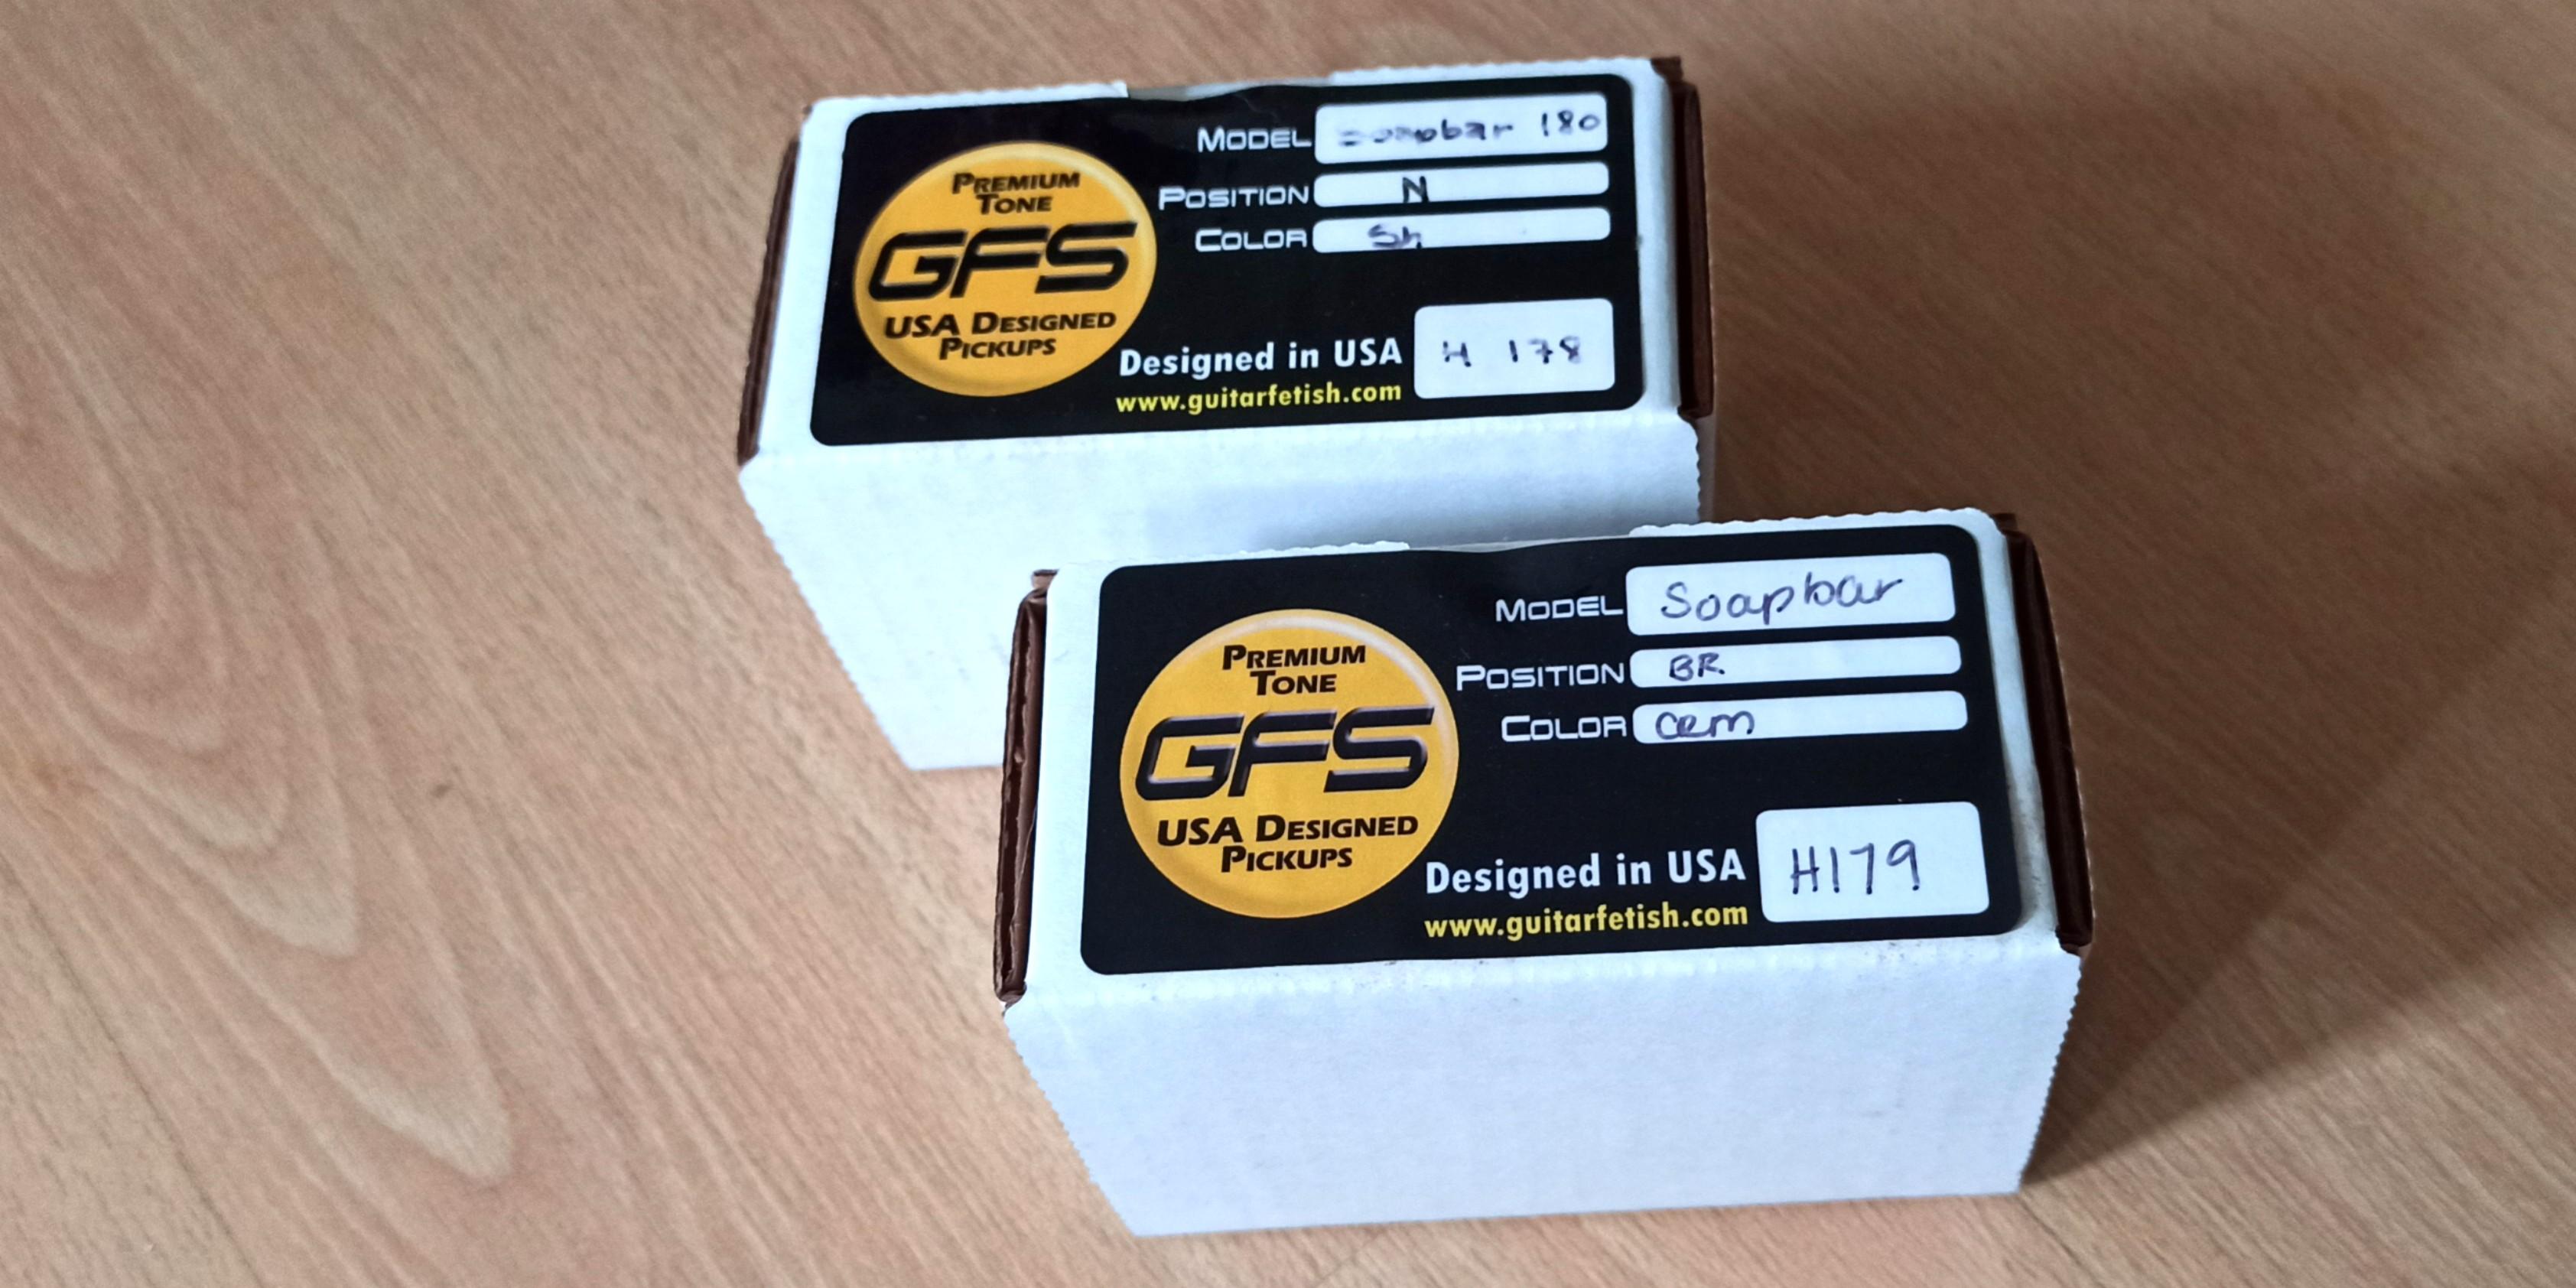 PREMIUM
TONE
GFS
USA DESIGNED
PICKUPS
MODEL Soapbar 180
POSITION N
COLOR Sh
Designed in USA
www.guitarfetish.com
H 178
PREMIUM
TONE
GFS
USA DESIGNED
PICKUPS
MODEL Soapbar
POSITION BR
COLOR
Designed in USA
www.guitarfetish.com
H179